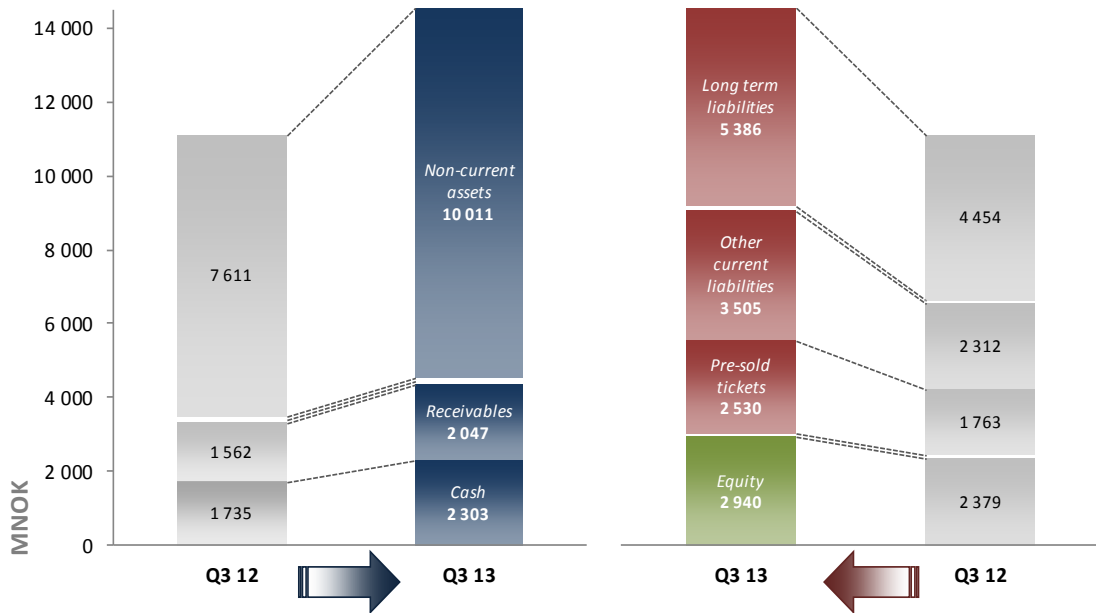 14 000
12 000
10 000
8 000
6 000
4 000
2 000
0
MNOK
7 611
1 562
1 735
Q3 12
Non-current
assets
10 011
Receivables
2 047
Cash
2 303
Q3 13
Long term
liabilities
5 386
Other
current
liabilities
3 505
Pre-sold
tickets
2 530
Equity
2 940
Q3 13
4 454
2 312
1 763
2 379
Q3 12